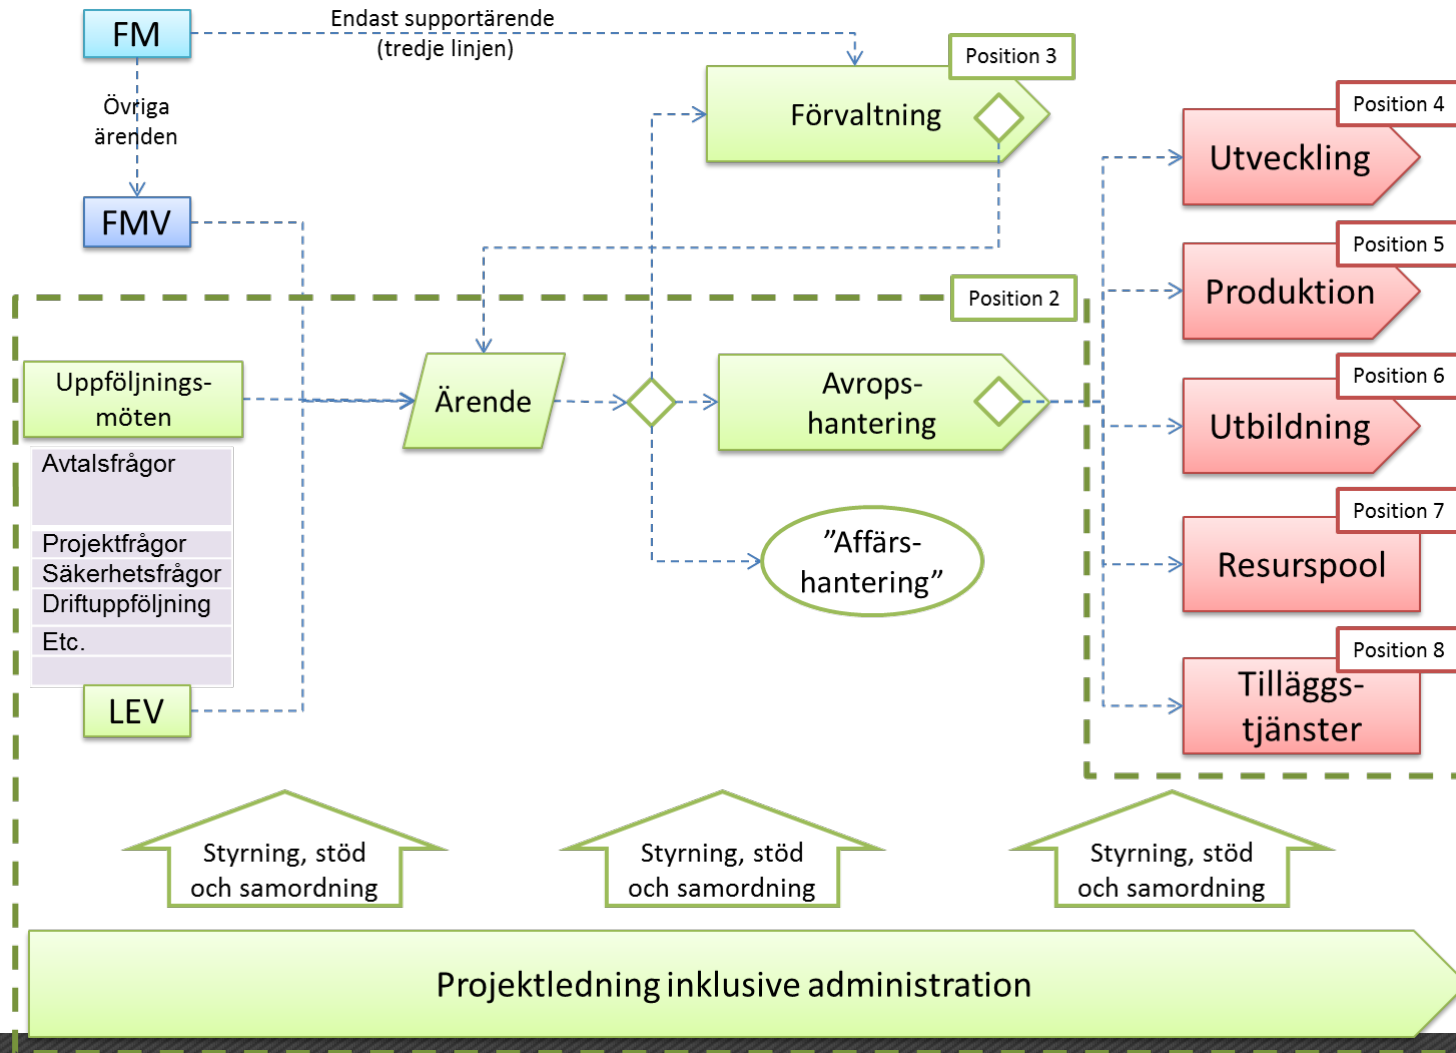 FM
Endast supportärende
(tredje linjen)
Position 3
Förvaltning
Övriga
ärenden
FMV
Position 4
Utveckling
Position 5
Produktion
Position 2
Uppföljnings-
möten
Ärende
Avrops-
hantering
Position 6
Utbildning
Avtalsfrågor
Projektfrågor
Säkerhetsfrågor
Driftuppföljning
Etc.
LEV
”Affärs-
hantering”
Position 7
Resurspool
Position 8
Tilläggs-
tjänster
Styrning, stöd
och samordning
Styrning, stöd
och samordning
Styrning, stöd
och samordning
Projektledning inklusive administration